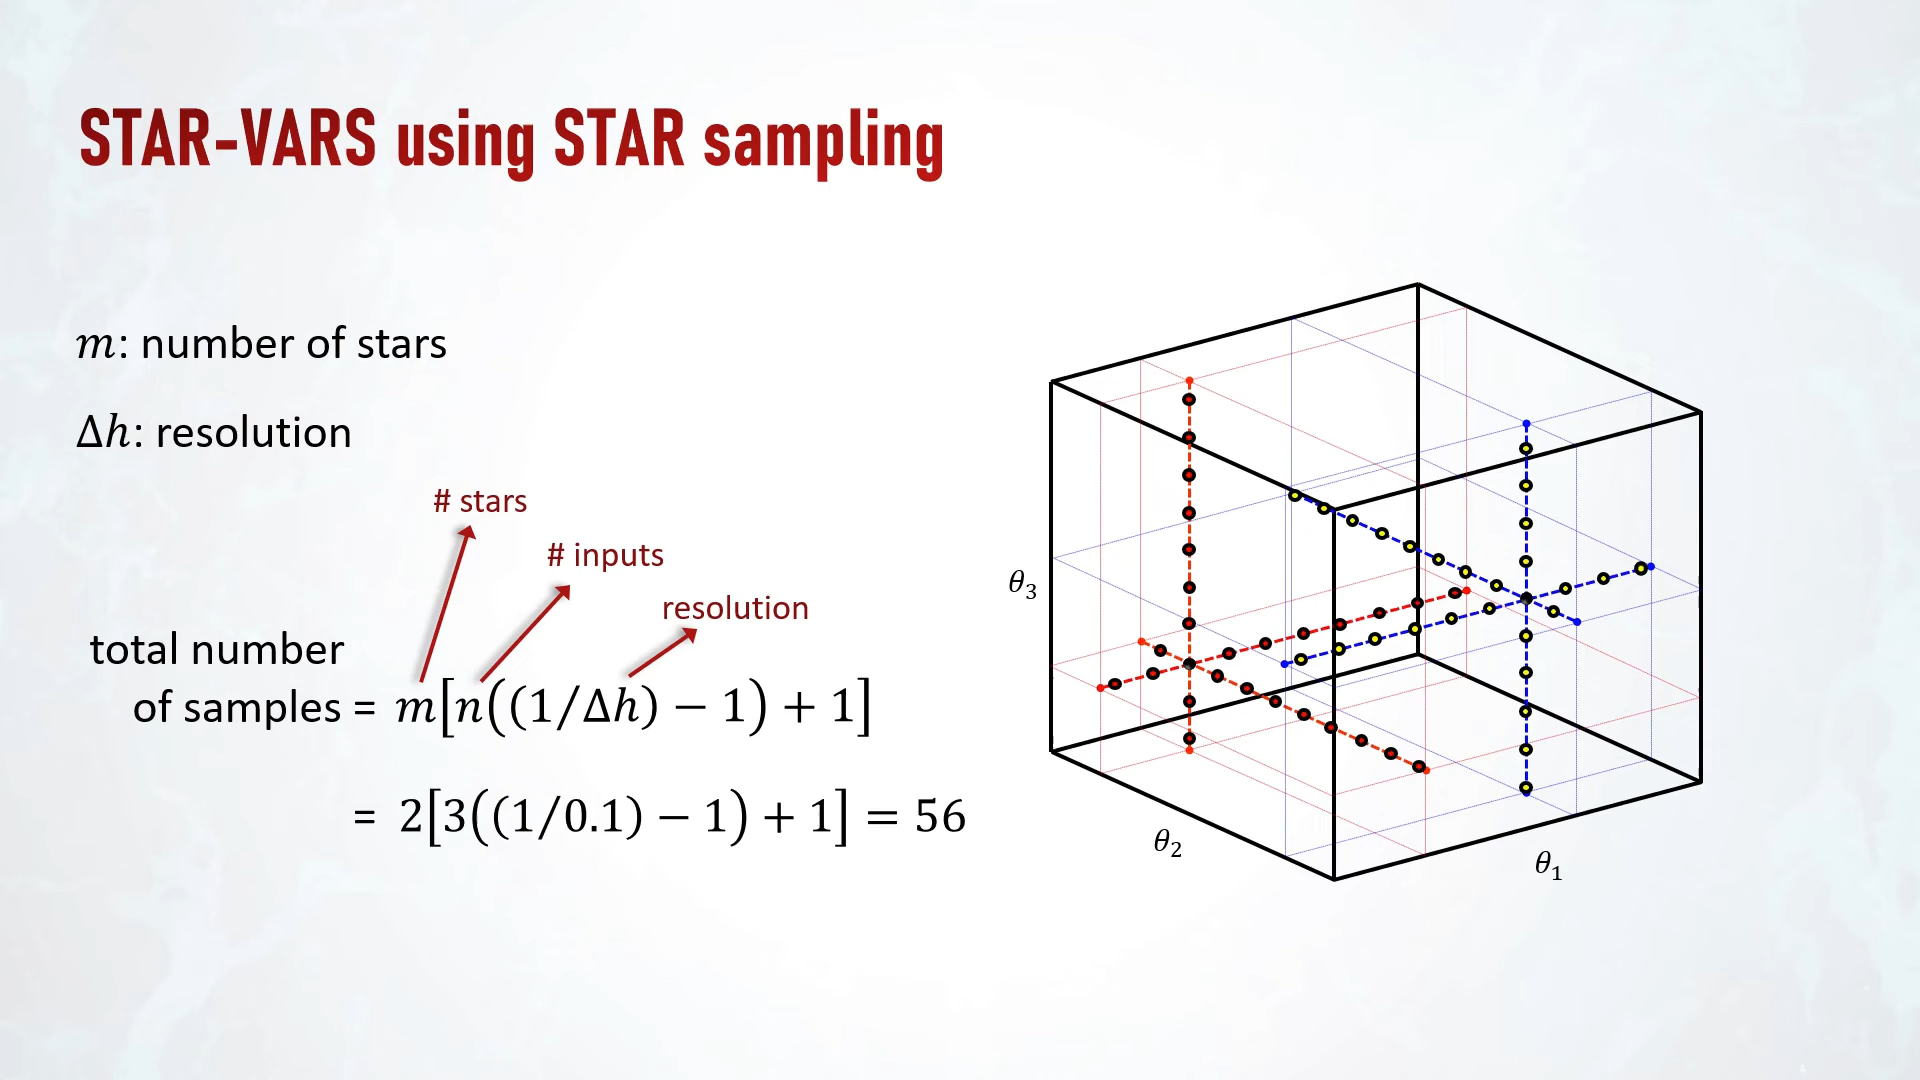 STAR-VARS using STAR sampling
𝑚: number of stars
Δℎ: resolution
# stars
# inputs
resolution
total number
of samples = 𝑚[𝑛((1/Δℎ) − 1) + 1]
= 2[3((1/0.1) − 1) + 1] = 56
θ₃
θ₂
θ₁